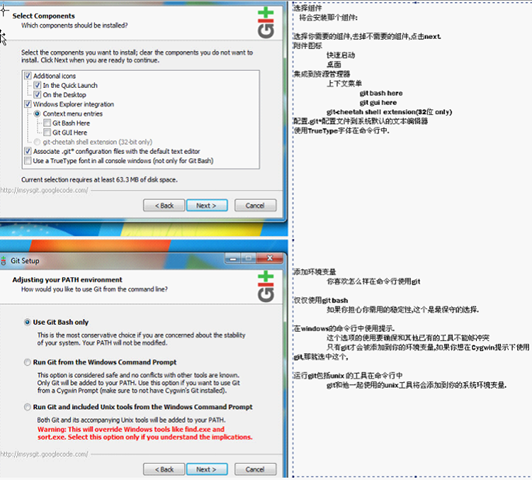 Select Components
Which components should be installed?
Select the components you want to install; clear the components you do not want to
install. Click Next when you are ready to continue.
Additional icons
In the Quick Launch
On the Desktop
Windows Explorer integration
Context menu entries
Git Bash Here
Git GUI Here
git-cheetah shell extension (32-bit only)
Associate .git* configuration files with the default text editor
Use a TrueType font in all console windows (not only for Git Bash)
Current selection requires at least 63.3 MB of disk space.
http://msysgit.googlecode.com/
< Back
Next >
Cancel
Git Setup
Adjusting your PATH environment
How would you like to use Git from the command line?
Use Git Bash only
This is the most conservative choice if you are concerned about the stability
of your system. Your PATH will not be modified.
Run Git from the Windows Command Prompt
This option is considered safe and no conflicts with other tools are known.
Only Git will be added to your PATH. Use this option if you want to use Git
from a Cygwin Prompt (make sure to not have Cygwin's Git installed).
Run Git and included Unix tools from the Windows Command Prompt
Both Git and its accompanying Unix tools will be added to your PATH.
Warning: This will override Windows tools like find.exe and
sort.exe. Select this option only if you understand the implications.
http://msysgit.googlecode.com/
< Back
Next >
Cancel
选择组件
将会安装那个组件:
选择你需要的组件,去掉不需要的组件,点击next.
附件图标
快速启动
桌面
集成到资源管理器
上下文菜单
git bash here
git gui here
git-cheetah shell extension(32位 only)
配置.git*配置文件到系统默认的文本编辑器
使用TrueType字体在命令行中.
添加环境变量
你喜欢怎么样在命令行使用git
仅仅使用git bash
如果你担心你需用的稳定性,这个是最保守的选择.
在windows的命令行中使用提示.
这个选项的使用要确保和其他已有的工具不能够冲突
只有git才会被添加到你的环境变量,如果你想在Cygwin提示下使用
git,那就选中这个.
运行git包括unix 的工具在命令行中
git和他一起使用的unix工具将会添加到你的系统环境变量.